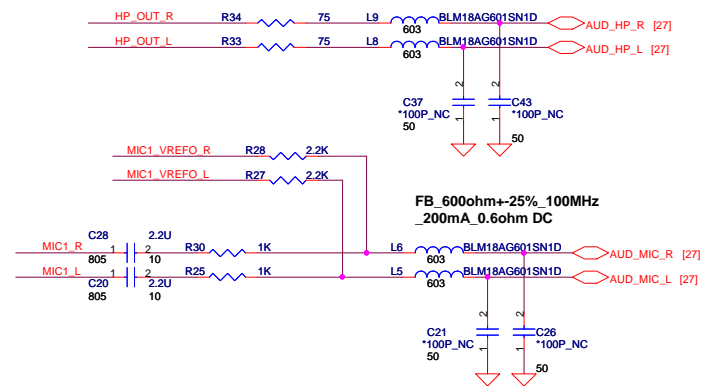 HP_OUT_R R34 75 L9 BLM18AG601SN1D AUD_HP_R [27]
603
HP_OUT_L R33 75 L8 BLM18AG601SN1D AUD_HP_L [27]
603
2 2
C37 C43
*100P_NC *100P_NC
1 1
50 50
MIC1_VREFO_R R28 2.2K
MIC1_VREFO_L R27 2.2K
FB_600ohm+-25%_100MHz
_200mA_0.6ohm DC
C28 2.2U
MIC1_R 1 2 R30 1K L6 BLM18AG601SN1D AUD_MIC_R [27]
805 10 603
MIC1_L 1 2 R25 1K L5 BLM18AG601SN1D AUD_MIC_L [27]
C20 2.2U
805 10 603
2 2
C21 C26
*100P_NC *100P_NC
1 1
50 50